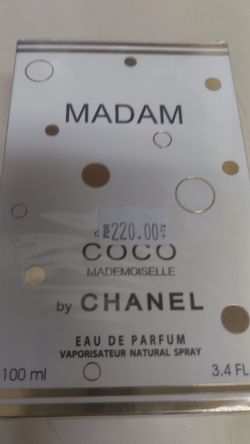 MADAM
220.00
COCO
MADEMOISELLE
by CHANEL
EAU DE PARFUM
VAPORISATEUR NATURAL SPRAY
100 ml 3.4 FL